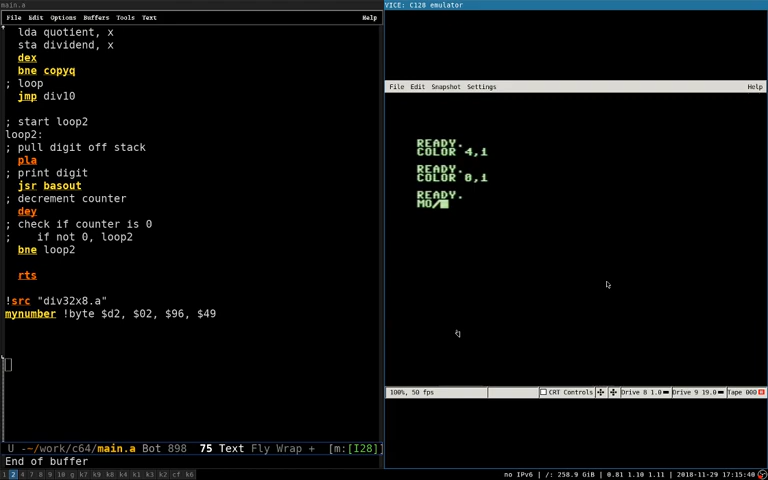 main.a
File Edit Options Buffers Tools Text Help
lda quotient, x
sta dividend, x
dex
bne copyq
; loop
jmp div10
; start loop2
loop2:
; pull digit off stack
pla
; print digit
jsr basout
; decrement counter
dey
; check if counter is 0
;    if not 0, loop2
bne loop2
rts
!src "div32x8.a"
mynumber !byte $d2, $02, $96, $49
U -~/work/c64/main.a Bot 898 75 Text Fly Wrap + [m:[I28]]
End of buffer
VICE: C128 emulator
File Edit Snapshot Settings Help
READY.
COLOR 4,1
READY.
COLOR 0,1
READY.
MO/
100%, 50 fps CRT Controls Drive 8 1.0 Drive 9 19.0 Tape 000
no IPv6 | /: 258.9 GiB | 0.81 1.10 1.11 | 2018-11-29 17:15:40